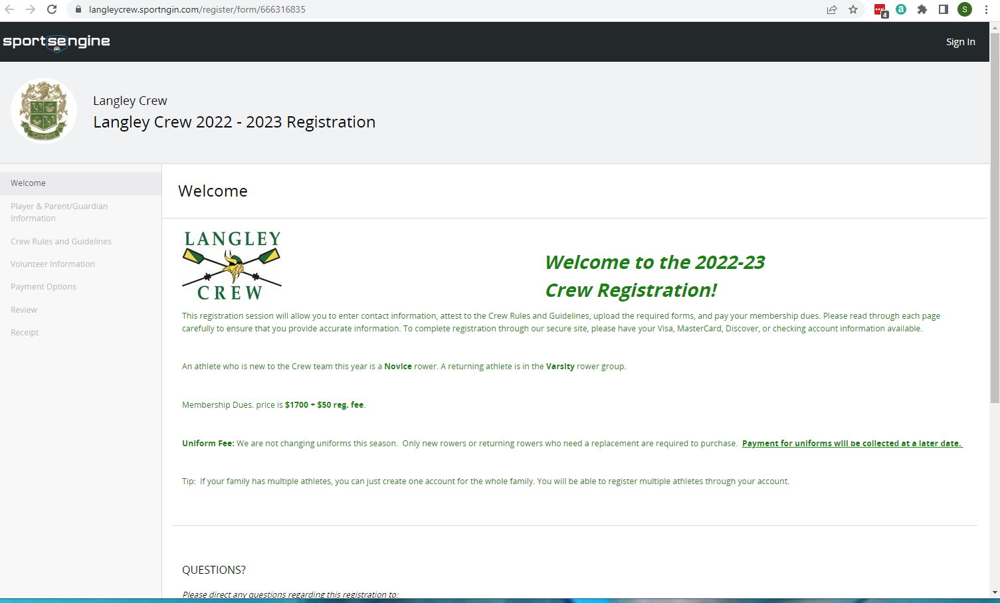 langleycrew.sportngin.com/register/form/666316835
4
a
S
sportsengine
Sign In
Langley
Langley Crew
Langley Crew 2022 - 2023 Registration
Welcome
Player & Parent/Guardian
Information
Crew Rules and Guidelines
Volunteer Information
Payment Options
Review
Receipt
Welcome
LANGLEY
CREW
Welcome to the 2022-23
Crew Registration!
This registration session will allow you to enter contact information, attest to the Crew Rules and Guidelines, upload the required forms, and pay your membership dues. Please read through each page
carefully to ensure that you provide accurate information. To complete registration through our secure site, please have your Visa, MasterCard, Discover, or checking account information available.
An athlete who is new to the Crew team this year is a Novice rower. A returning athlete is in the Varsity rower group.
Membership Dues. price is $1700 + $50 reg. fee.
Uniform Fee: We are not changing uniforms this season. Only new rowers or returning rowers who need a replacement are required to purchase. Payment for uniforms will be collected at a later date.
Tip: If your family has multiple athletes, you can just create one account for the whole family. You will be able to register multiple athletes through your account.
QUESTIONS?
Please direct any questions regarding this registration to: